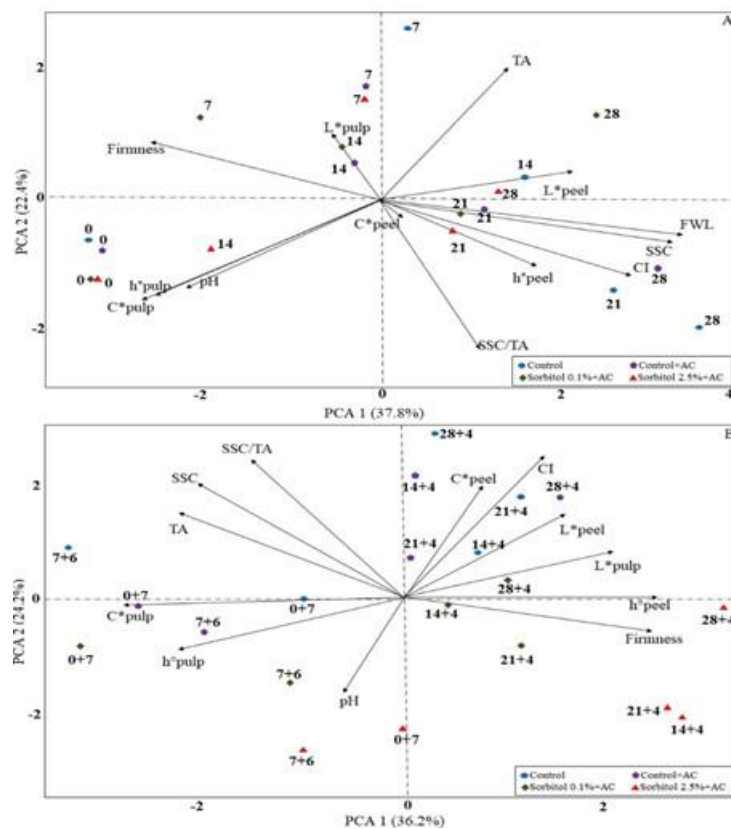 A
7
2
TA
7
7
7
28
L*pulp
14
Firmness
14
14
L*peel
PCA 2 (22.4%)
0
28
21
21
C*peel
FWL
0
0
21
SSC
14
CI
h*peel
28
0
0
h*pulp
pH
C*pulp
21
-2
28
SSC/TA
Control
Control+AC
Sorbitol 0.1%+AC
Sorbitol 2.5%+AC
-2
0
2
4
PCA 1 (37.8%)
28+4
SSC/TA
CI
C*peel
28+4
SSC
2
14+4
21+4
TA
L*peel
7+6
21+4
14+4
L*pulp
0+7
0+7
28+4
h*peel
0
C*pulp
14+4
28+4
PCA 2 (24.2%)
7+6
Firmness
0+7
h*pulp
21+4
7+6
pH
-2
0+7
21+4
14+4
7+6
Control
Control+AC
Sorbitol 0.1%+AC
Sorbitol 2.5%+AC
-2
0
2
PCA 1 (36.2%)